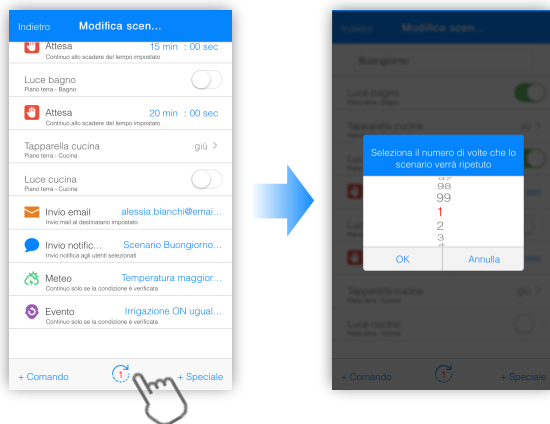 Indietro Modifica scen...
Attesa 15 min : 00 sec
Continuo allo scadere del tempo impostato
Luce bagno
Piano terra - Bagno
Attesa 20 min : 00 sec
Continuo allo scadere del tempo impostato
Tapparella cucina giù >
Piano terra - Cucina
Luce cucina
Piano terra - Cucina
Invio email alessia.bianchi@emai...
Invio mail al destinatario impostato
Invio notific... Scenario Buongiorno...
Invio notifica agli utenti selezionati
Meteo Temperatura maggior...
Continuo solo se la condizione è verificata
Evento Irrigazione ON ugual...
Continuo solo se la condizione è verificata
+ Comando 1 + Speciale
Indietro Modifica scen...
Buongiorno
Luce bagno
Piano terra - Bagno
Tapparella cucina
Seleziona il numero di volte che lo
scenario verrà ripetuto
97
98
99
1
2
3
4
OK Annulla
Tapparella cucina giù >
Piano terra - Cucina
Luce cucina
Piano terra - Cucina
+ Comando 1 + Speciale